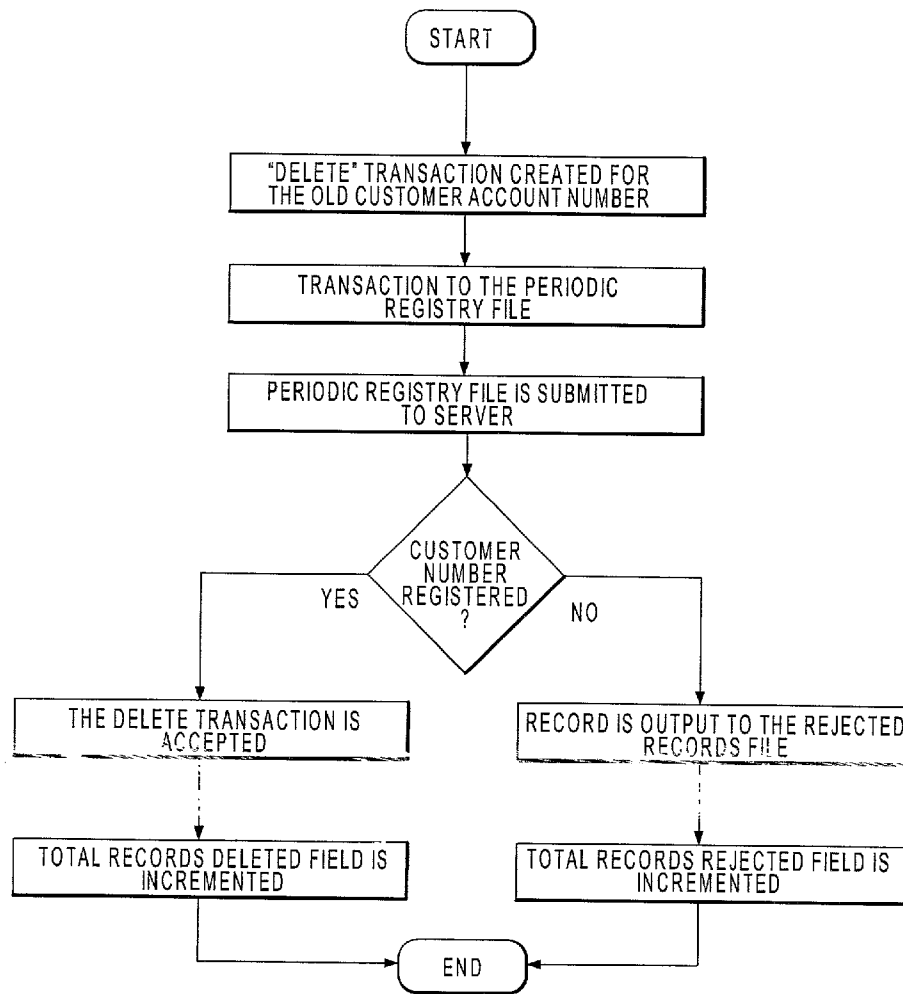 START
"DELETE" TRANSACTION CREATED FOR
THE OLD CUSTOMER ACCOUNT NUMBER
TRANSACTION TO THE PERIODIC
REGISTRY FILE
PERIODIC REGISTRY FILE IS SUBMITTED
TO SERVER
CUSTOMER
NUMBER
REGISTERED
?
YES
NO
THE DELETE TRANSACTION IS
ACCEPTED
RECORD IS OUTPUT TO THE REJECTED
RECORDS FILE
TOTAL RECORDS DELETED FIELD IS
INCREMENTED
TOTAL RECORDS REJECTED FIELD IS
INCREMENTED
END